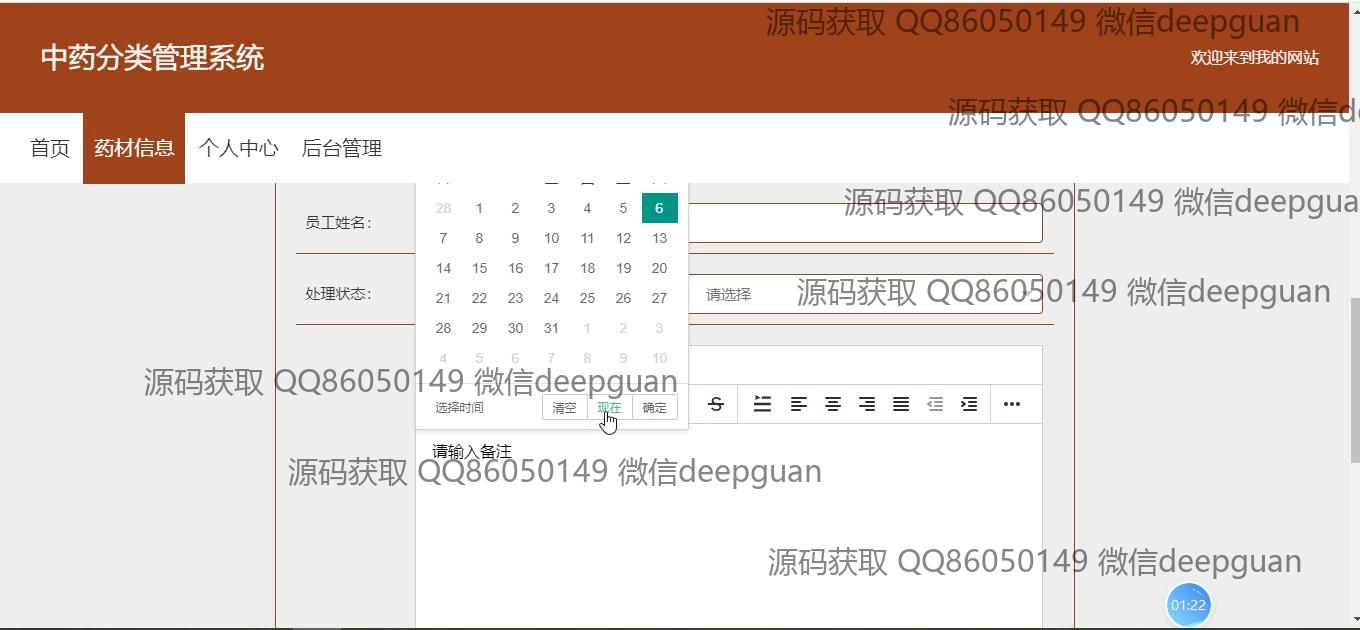 源码获取 QQ86050149 微信deepguan
中药分类管理系统
欢迎来到我的网站
源码获取 QQ86050149 微信d
首页 药材信息 个人中心 后台管理
源码获取 QQ86050149 微信deepgua
员工姓名：
28 1 2 3 4 5 6
7 8 9 10 11 12 13
14 15 16 17 18 19 20
处理状态：
21 22 23 24 25 26 27
请选择
源码获取 QQ86050149 微信deepguan
28 29 30 31 1 2 3
4 5 6 7 8 9 10
源码获取 QQ86050149 微信deepguan
选择时间 清空 现在 确定
请输入备注
源码获取 QQ86050149 微信deepguan
源码获取 QQ86050149 微信deepguan
01:22